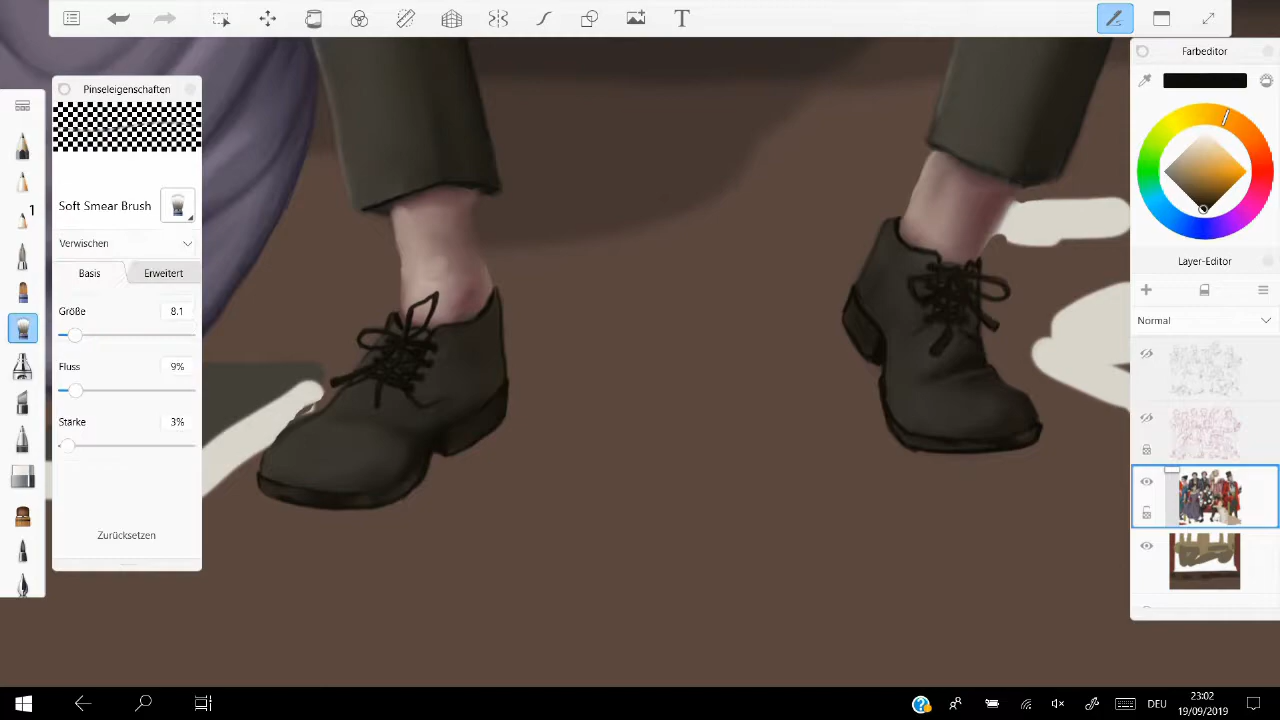 T
Pinseleigenschaften
Soft Smear Brush
Verwischen
Basis
Erweitert
Größe
8.1
Fluss
9%
Stärke
3%
Zurücksetzen
1
Farbeditor
Layer-Editor
Normal
DEU
23:02
19/09/2019